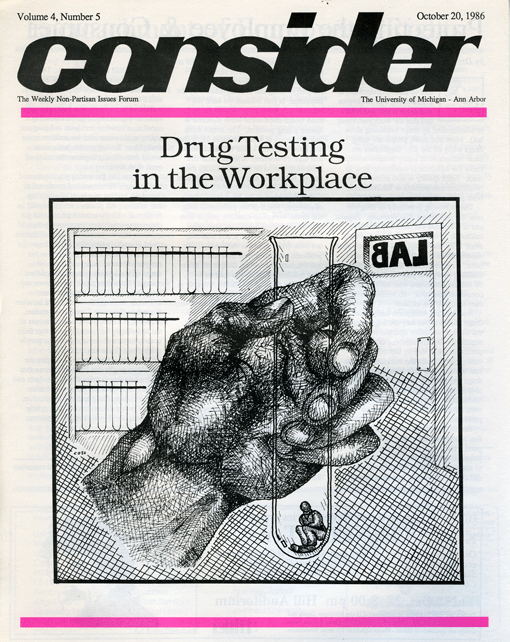 Volume 4, Number 5
October 20, 1986
consider
The Weekly Non-Partisan Issues Forum
The University of Michigan - Ann Arbor
Drug Testing
in the Workplace
LAB